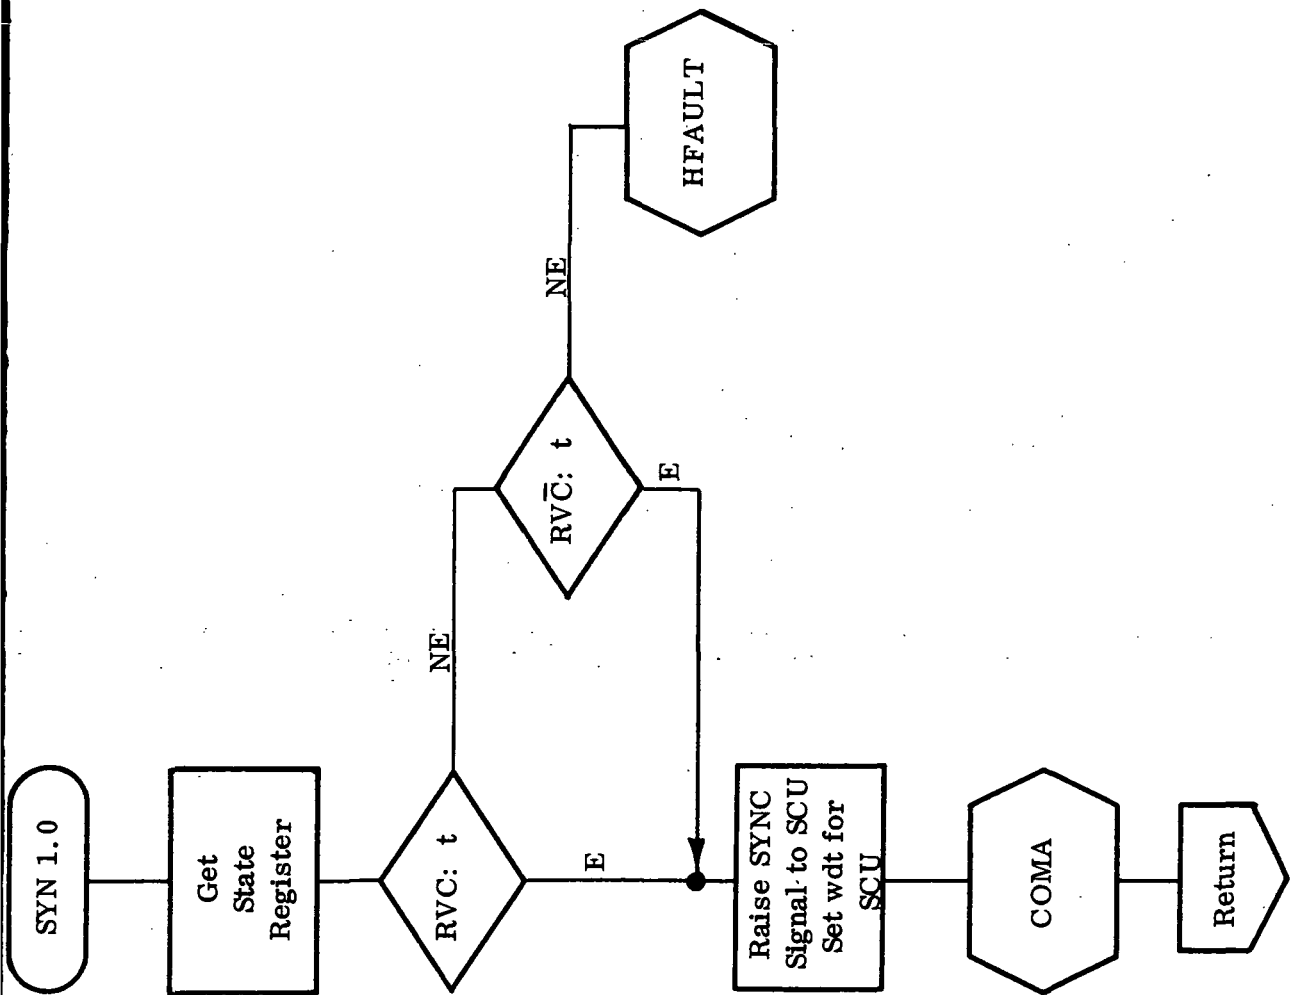 SYN 1.0
Get
State
Register
RVC: t
NE
E
RVC̅: t
NE
E
HFAULT
Raise SYNC
Signal to SCU
Set wdt for
SCU
COMA
Return